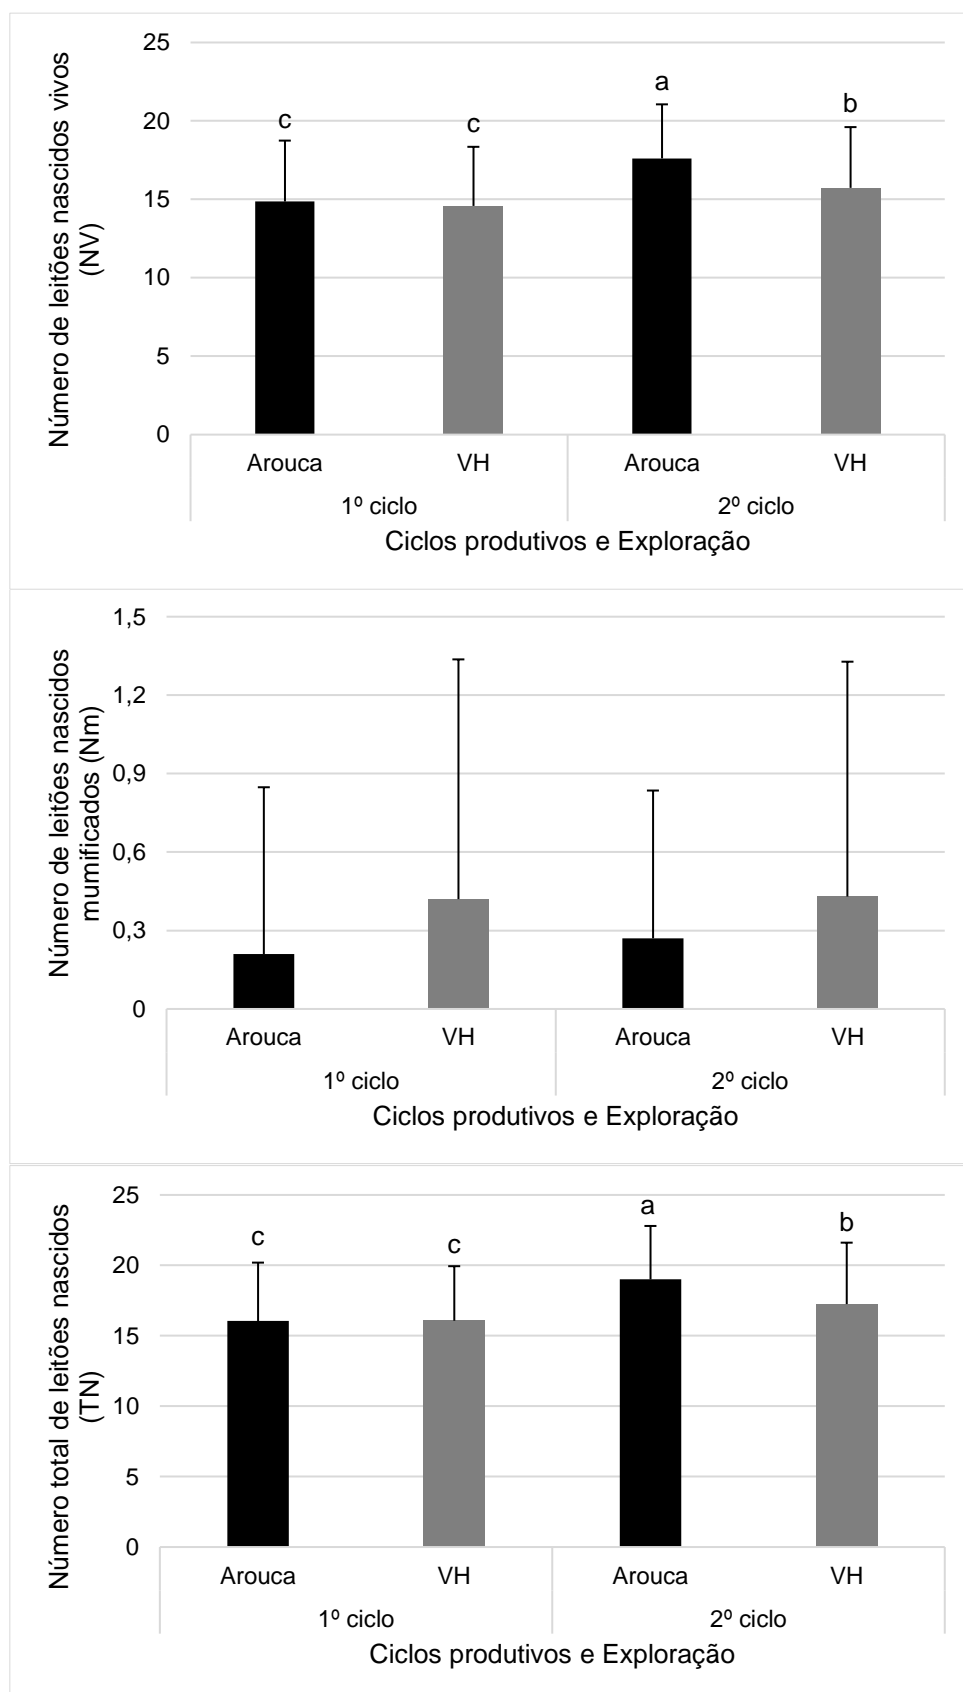 Número de leitões nascidos vivos
(NV)
25
20
15
10
5
0
c
c
a
b
Arouca
VH
Arouca
VH
1º ciclo
2º ciclo
Ciclos produtivos e Exploração
Número de leitões nascidos
mumificados (Nm)
1,5
1,2
0,9
0,6
0,3
0
Arouca
VH
Arouca
VH
1º ciclo
2º ciclo
Ciclos produtivos e Exploração
Número total de leitões nascidos
(TN)
25
20
15
10
5
0
c
c
a
b
Arouca
VH
Arouca
VH
1º ciclo
2º ciclo
Ciclos produtivos e Exploração